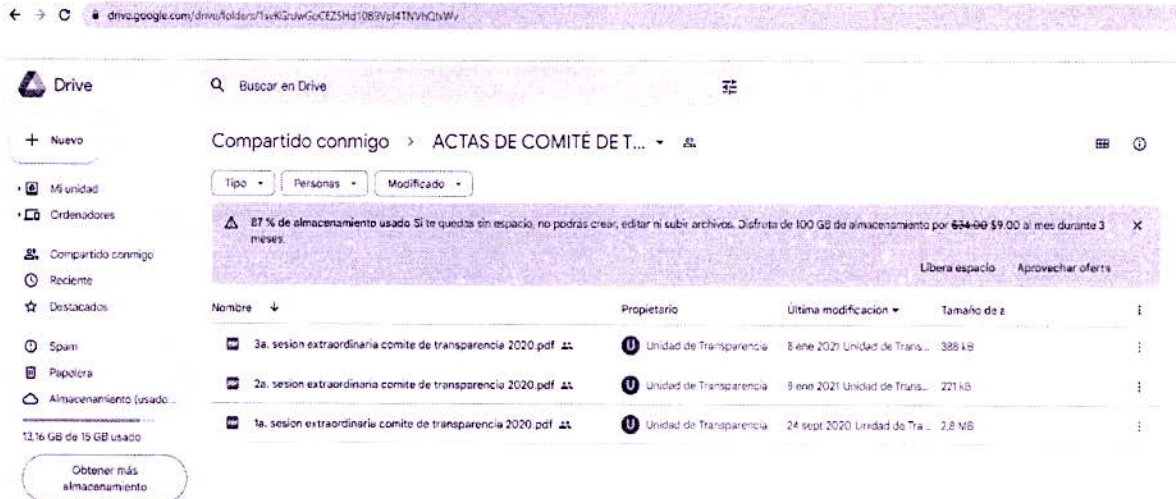 Drive
Buscar en Drive
Nuevo
Compartido conmigo > ACTAS DE COMITÉ DE T...
Tipo
Personas
Modificado
Mi unidad
Ordenadores
87 % de almacenamiento usado Si te quedas sin espacio, no podrás crear, editar ni subir archivos. Disfruta de 100 GB de almacenamiento por $34.00 $9.00 al mes durante 3
meses.
Compartido conmigo
Libera espacio Aprovechar oferta
Reciente
Destacados
Nombre Propietario Última modificación Tamaño de a
Spam
3a. sesion extraordinaria comite de transparencia 2020.pdf Unidad de Transparencia 8 ene 2021 Unidad de Trans... 388 kB
Papelera
2a. sesion extraordinaria comite de transparencia 2020.pdf Unidad de Transparencia 9 ene 2021 Unidad de Trans... 221 kB
Almacenamiento (usado...
1a. sesion extraordinaria comite de transparencia 2020.pdf Unidad de Transparencia 24 sept 2020 Unidad de Tra... 2,8 MB
13,16 GB de 15 GB usado
Obtener más
almacenamiento